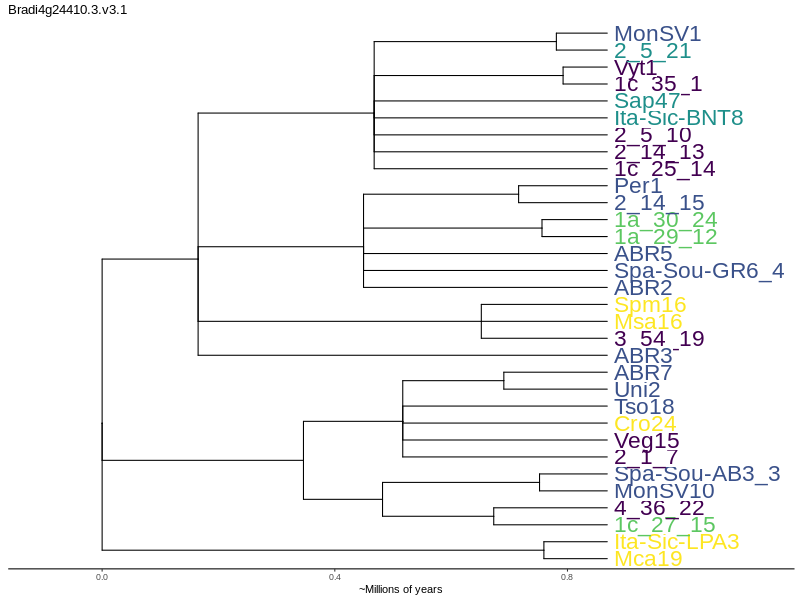 Bradi4g24410.3.v3.1
MonSV1
2_5_21
Vyt1
1c_35_1
Sap47
Ita-Sic-BNT8
2_5_10
2_14_13
1c_25_14
Per1
2_14_15
1a_30_24
1a_29_12
ABR5
Spa-Sou-GR6_4
ABR2
Spm16
Msa16
3_54_19
ABR3
ABR7
Uni2
Tso18
Cro24
Veg15
2_1_7
Spa-Sou-AB3_3
MonSV10
4_36_22
1c_27_15
Ita-Sic-LPA3
Mca19
0.0 0.4 0.8
~Millions of years